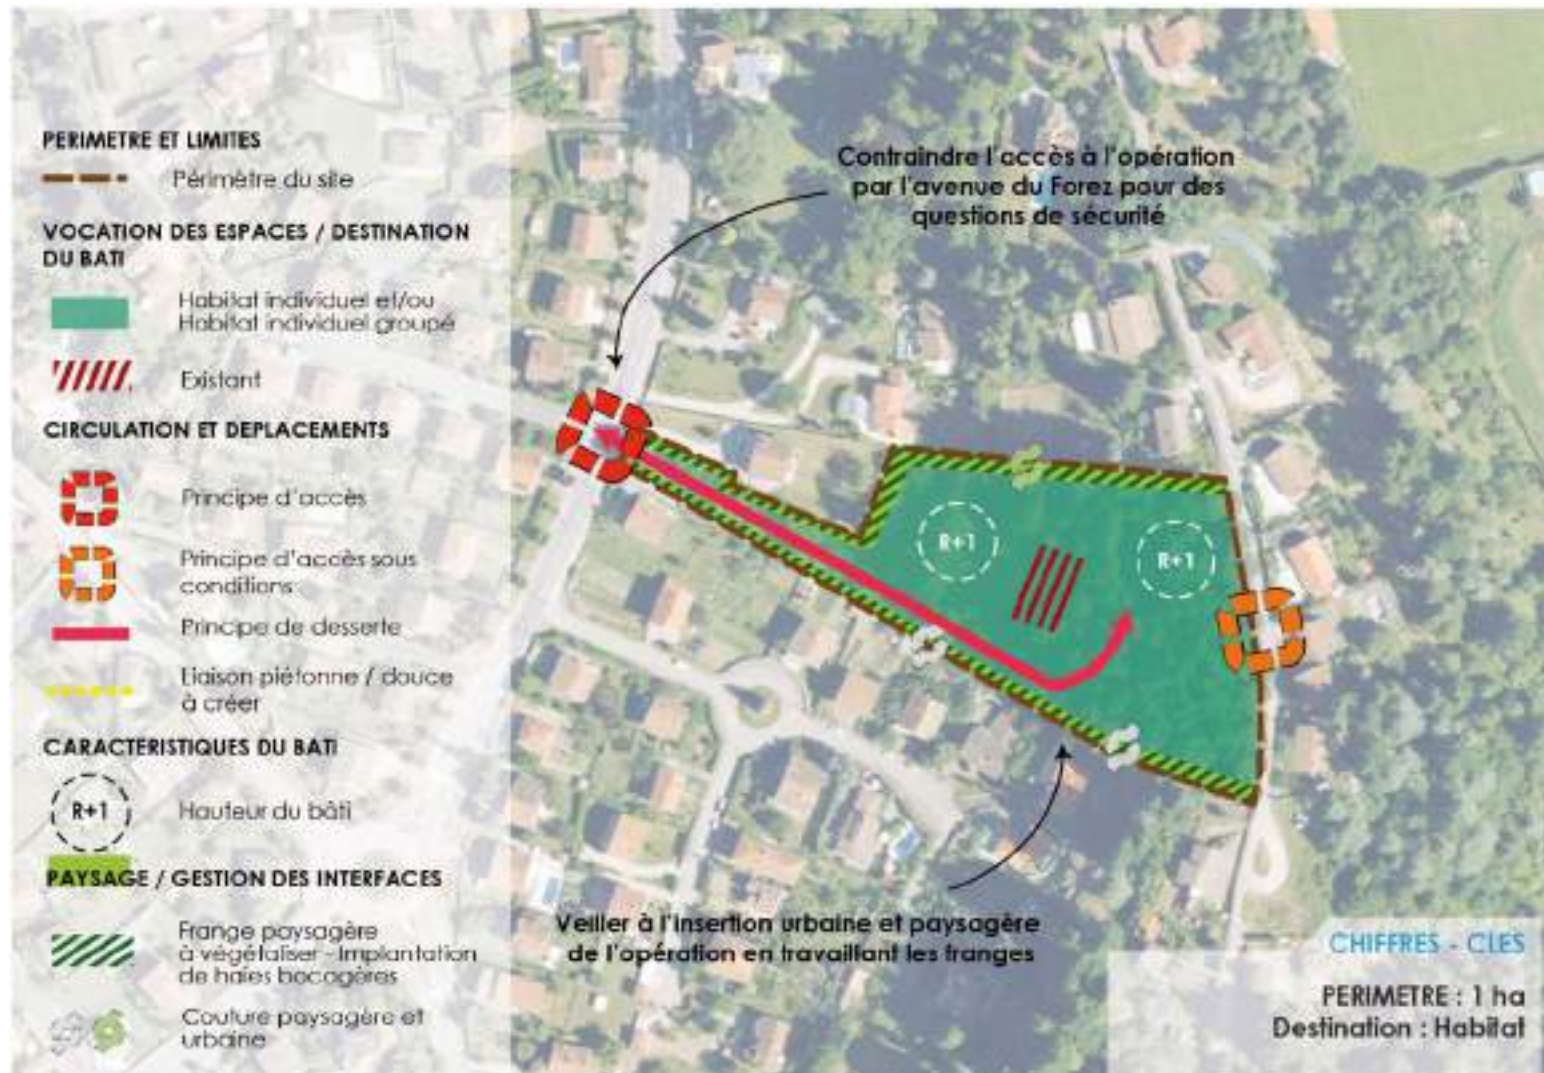 PERIMETRE ET LIMITES
Périmètre du site
VOCATION DES ESPACES / DESTINATION
DU BATI
Habitat individuel et/ou
Habitat individuel groupé
Existant
CIRCULATION ET DEPLACEMENTS
Principe d'accès
Principe d'accès sous
conditions
Principe de desserte
Liaison piétonne / douce
à créer
CARACTERISTIQUES DU BATI
R+1
Hauteur du bâti
PAYSAGE / GESTION DES INTERFACES
Frange paysagère
à végétaliser - Implantation
de haies bocagères
Couture paysagère et
urbaine
Contraindre l'accès à l'opération
par l'avenue du Forez pour des
questions de sécurité
R+1
R+1
Veiller à l'insertion urbaine et paysagère
de l'opération en travaillant les franges
CHIFFRES - CLES
PERIMETRE : 1 ha
Destination : Habitat